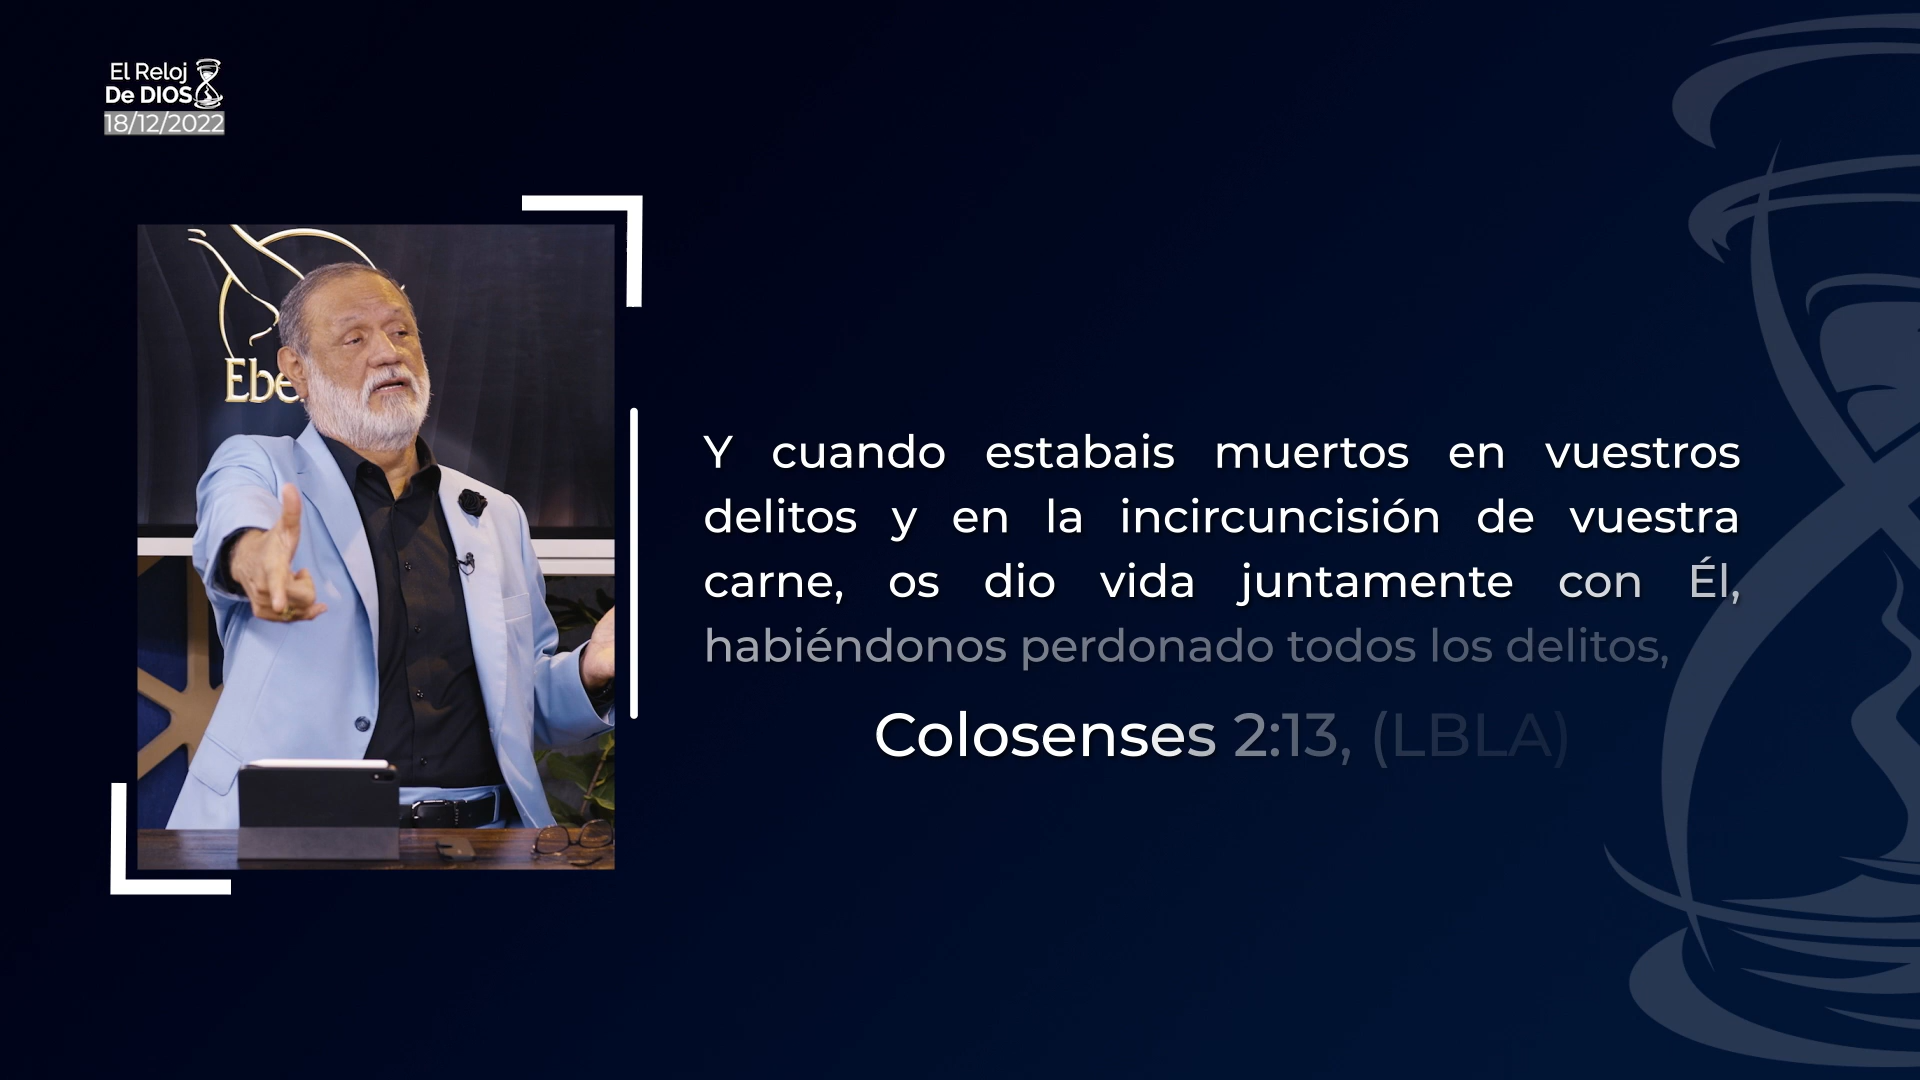 El Reloj
De DIOS
18/12/2022
Y cuando estabais muertos en vuestros
delitos y en la incircuncisión de vuestra
carne, os dio vida juntamente con Él,
habiéndonos perdonado todos los delitos,
Colosenses 2:13, (LBLA)